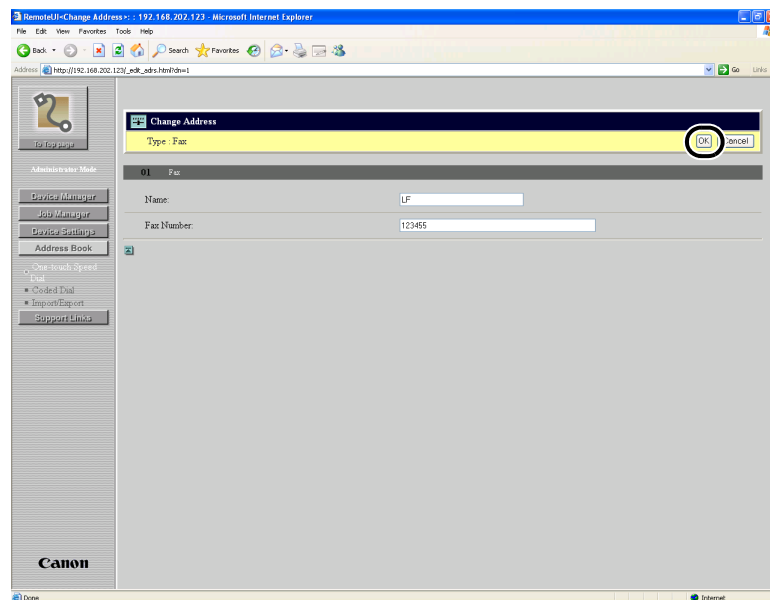 RemoteUI<Change Address>: : 192.168.202.123 - Microsoft Internet Explorer
File Edit View Favorites Tools Help
Back Search Favorites
Address http://192.168.202.123/_edit_adrs.html?dn=1 Go Links
To Top page
Administrator Mode
Device Manager
Job Manager
Device Settings
Address Book
One-touch Speed
Dial
Coded Dial
Import/Export
Support Links
Canon
Change Address
Type : Fax OK Cancel
01 Fax
Name: LF
Fax Number: 123455
Done Internet